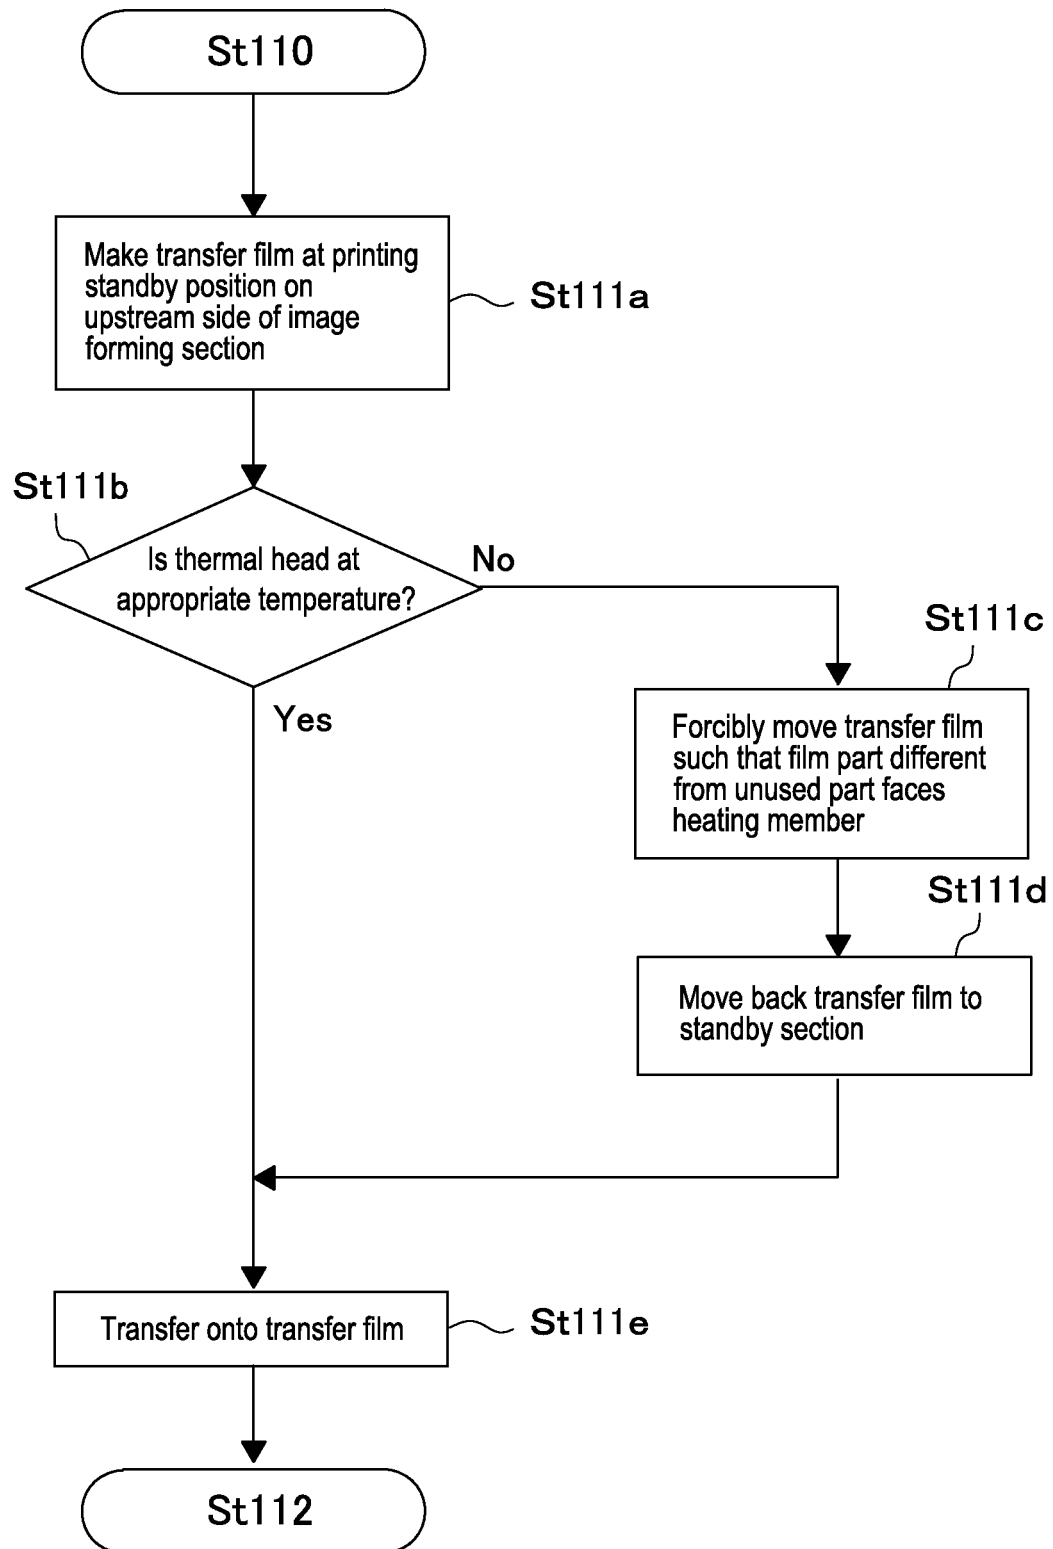 St110
Make transfer film at printing
standby position on
upstream side of image
forming section
St111a
St111b
Is thermal head at
appropriate temperature?
No
Yes
St111c
Forcibly move transfer film
such that film part different
from unused part faces
heating member
St111d
Move back transfer film to
standby section
Transfer onto transfer film
St111e
St112